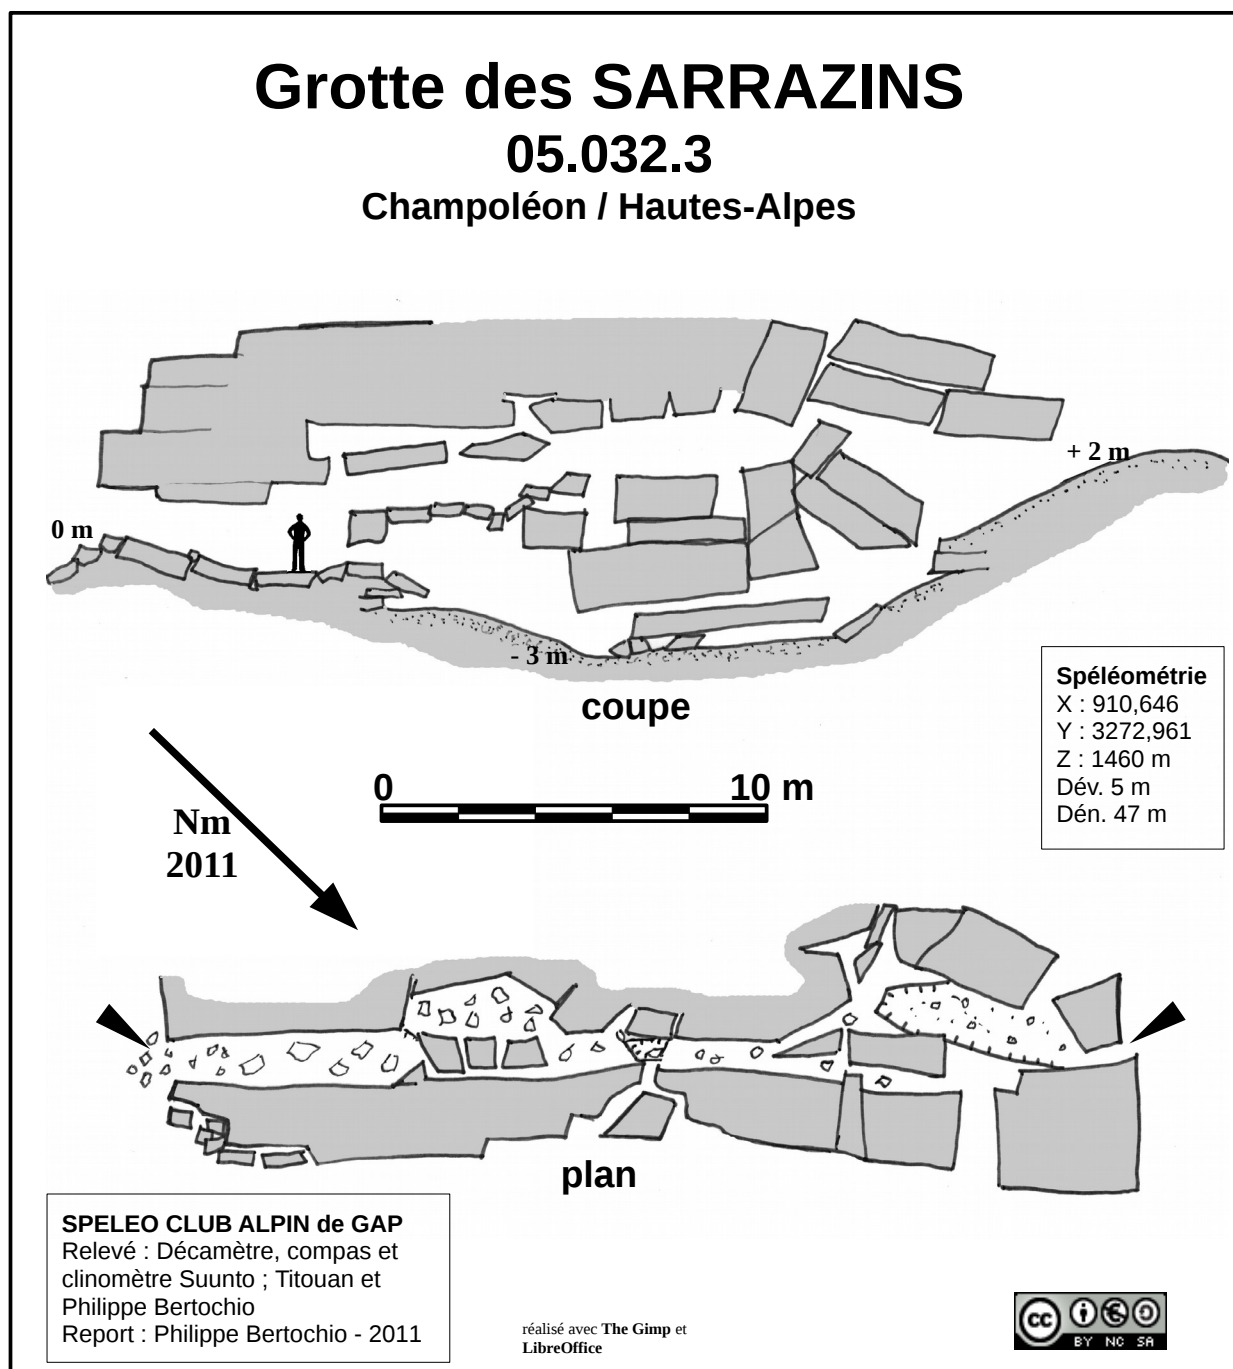 Grotte des SARRAZINS
05.032.3
Champoléon / Hautes-Alpes
+ 2 m
0 m
- 3 m
coupe
Spéléométrie
X : 910,646
Y : 3272,961
Z : 1460 m
Dév. 5 m
Dén. 47 m
0 10 m
Nm
2011
plan
SPELEO CLUB ALPIN de GAP
Relevé : Décamètre, compas et
clinomètre Suunto ; Titouan et
Philippe Bertochio
Report : Philippe Bertochio - 2011
réalisé avec The Gimp et
LibreOffice
cc
BY NC SA